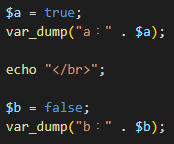 $a = true;
var_dump("a：" . $a);
echo "</br>";
$b = false;
var_dump("b：" . $b);